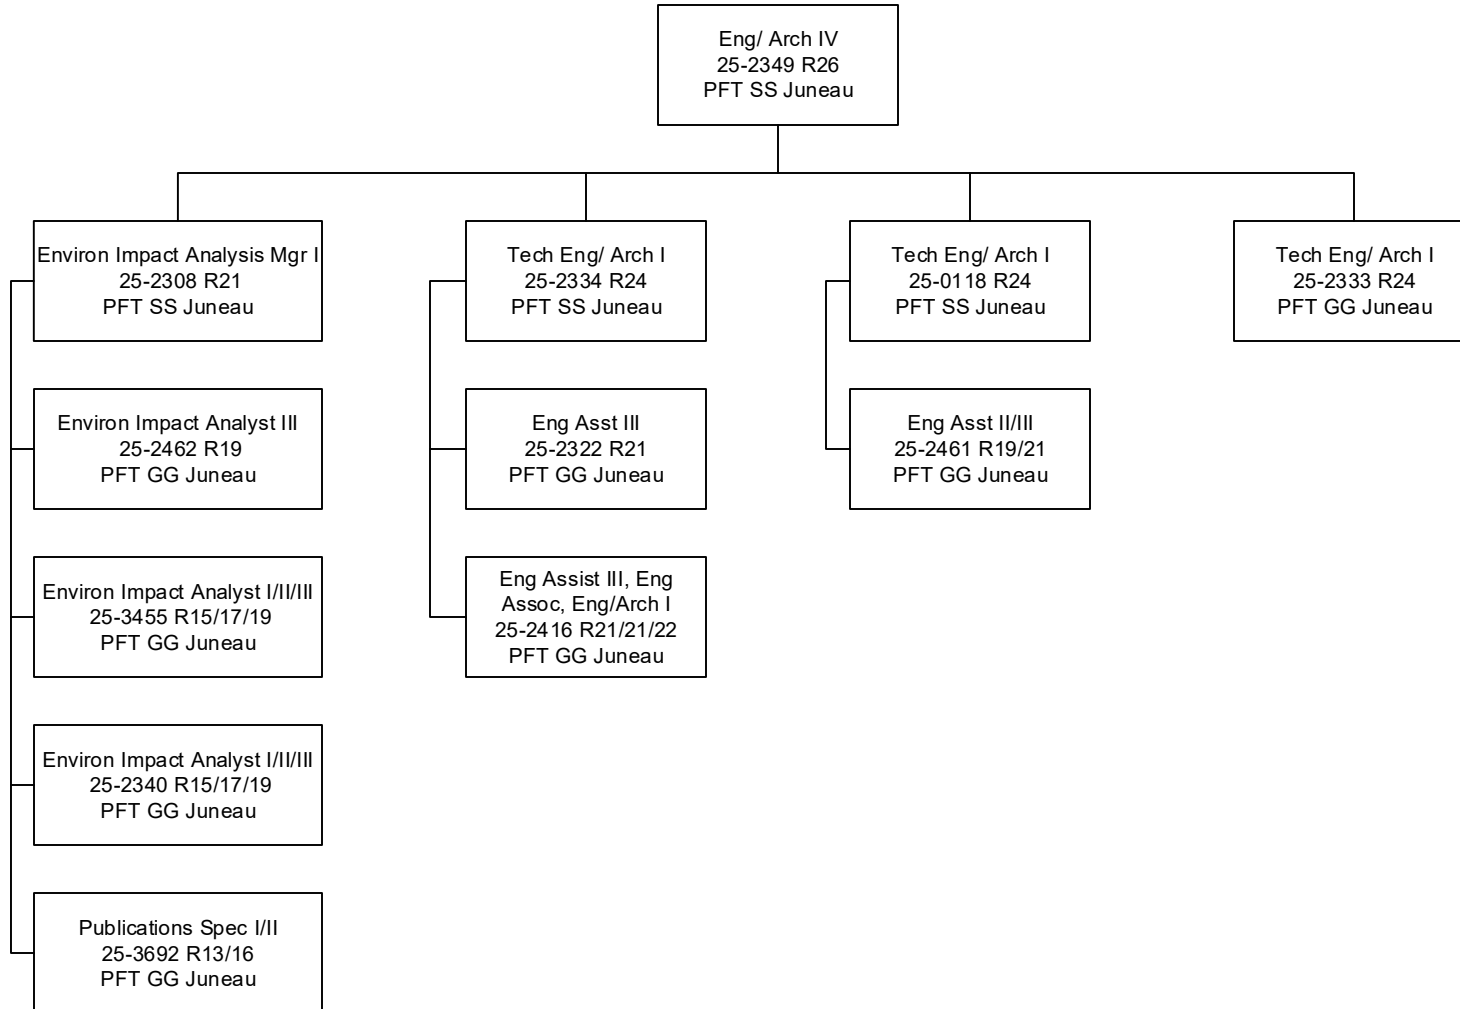 Eng/ Arch IV
25-2349 R26
PFT SS Juneau
Environ Impact Analysis Mgr I
25-2308 R21
PFT SS Juneau
Tech Eng/ Arch I
25-2334 R24
PFT SS Juneau
Tech Eng/ Arch I
25-0118 R24
PFT SS Juneau
Tech Eng/ Arch I
25-2333 R24
PFT GG Juneau
Environ Impact Analyst III
25-2462 R19
PFT GG Juneau
Eng Asst III
25-2322 R21
PFT GG Juneau
Eng Asst II/III
25-2461 R19/21
PFT GG Juneau
Environ Impact Analyst I/II/III
25-3455 R15/17/19
PFT GG Juneau
Eng Assist III, Eng
Assoc, Eng/Arch I
25-2416 R21/21/22
PFT GG Juneau
Environ Impact Analyst I/II/III
25-2340 R15/17/19
PFT GG Juneau
Publications Spec I/II
25-3692 R13/16
PFT GG Juneau